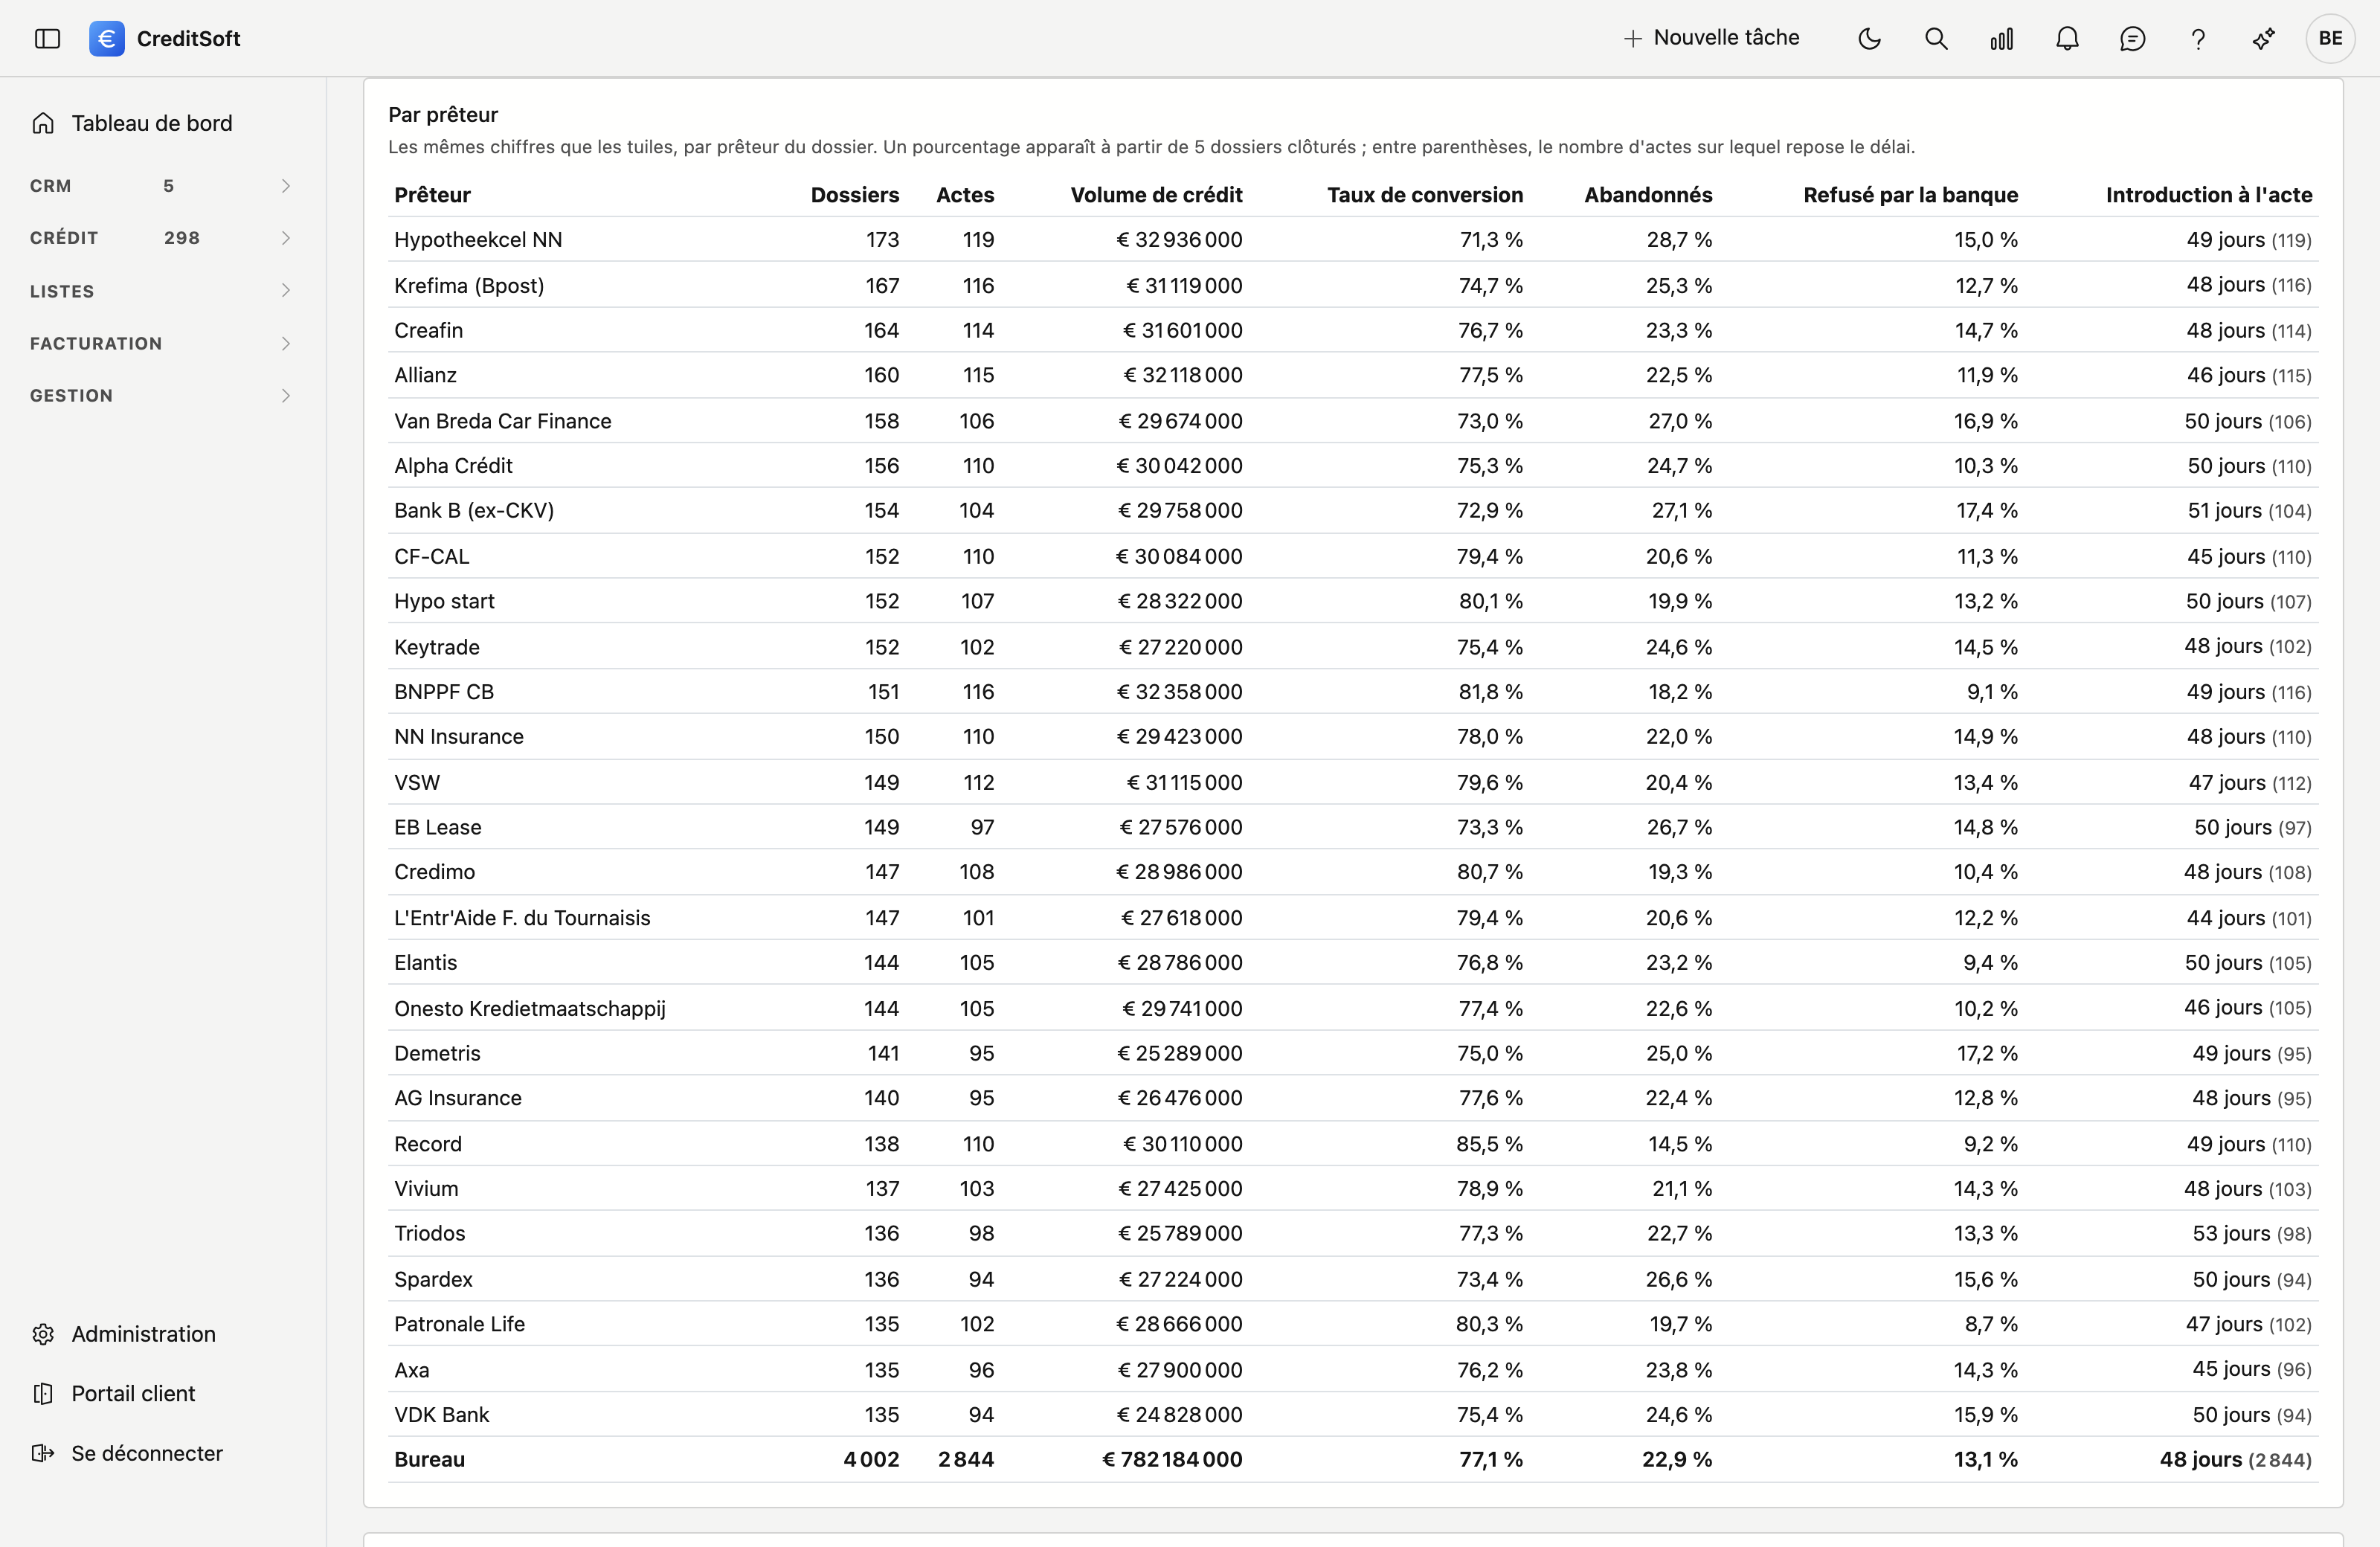 CreditSoft
Nouvelle tâche
BE
Tableau de bord
CRM 5
CRÉDIT 298
LISTES
FACTURATION
GESTION
Administration
Portail client
Se déconnecter
Par prêteur
Les mêmes chiffres que les tuiles, par prêteur du dossier. Un pourcentage apparaît à partir de 5 dossiers clôturés ; entre parenthèses, le nombre d'actes sur lequel repose le délai.
Prêteur Dossiers Actes Volume de crédit Taux de conversion Abandonnés Refusé par la banque Introduction à l'acte
Hypotheekcel NN 173 119 € 32 936 000 71,3 % 28,7 % 15,0 % 49 jours (119)
Krefima (Bpost) 167 116 € 31 119 000 74,7 % 25,3 % 12,7 % 48 jours (116)
Creafin 164 114 € 31 601 000 76,7 % 23,3 % 14,7 % 48 jours (114)
Allianz 160 115 € 32 118 000 77,5 % 22,5 % 11,9 % 46 jours (115)
Van Breda Car Finance 158 106 € 29 674 000 73,0 % 27,0 % 16,9 % 50 jours (106)
Alpha Crédit 156 110 € 30 042 000 75,3 % 24,7 % 10,3 % 50 jours (110)
Bank B (ex-CKV) 154 104 € 29 758 000 72,9 % 27,1 % 17,4 % 51 jours (104)
CF-CAL 152 110 € 30 084 000 79,4 % 20,6 % 11,3 % 45 jours (110)
Hypo start 152 107 € 28 322 000 80,1 % 19,9 % 13,2 % 50 jours (107)
Keytrade 152 102 € 27 220 000 75,4 % 24,6 % 14,5 % 48 jours (102)
BNPPF CB 151 116 € 32 358 000 81,8 % 18,2 % 9,1 % 49 jours (116)
NN Insurance 150 110 € 29 423 000 78,0 % 22,0 % 14,9 % 48 jours (110)
VSW 149 112 € 31 115 000 79,6 % 20,4 % 13,4 % 47 jours (112)
EB Lease 149 97 € 27 576 000 73,3 % 26,7 % 14,8 % 50 jours (97)
Credimo 147 108 € 28 986 000 80,7 % 19,3 % 10,4 % 48 jours (108)
L'Entr'Aide F. du Tournaisis 147 101 € 27 618 000 79,4 % 20,6 % 12,2 % 44 jours (101)
Elantis 144 105 € 28 786 000 76,8 % 23,2 % 9,4 % 50 jours (105)
Onesto Kredietmaatschappij 144 105 € 29 741 000 77,4 % 22,6 % 10,2 % 46 jours (105)
Demetris 141 95 € 25 289 000 75,0 % 25,0 % 17,2 % 49 jours (95)
AG Insurance 140 95 € 26 476 000 77,6 % 22,4 % 12,8 % 48 jours (95)
Record 138 110 € 30 110 000 85,5 % 14,5 % 9,2 % 49 jours (110)
Vivium 137 103 € 27 425 000 78,9 % 21,1 % 14,3 % 48 jours (103)
Triodos 136 98 € 25 789 000 77,3 % 22,7 % 13,3 % 53 jours (98)
Spardex 136 94 € 27 224 000 73,4 % 26,6 % 15,6 % 50 jours (94)
Patronale Life 135 102 € 28 666 000 80,3 % 19,7 % 8,7 % 47 jours (102)
Axa 135 96 € 27 900 000 76,2 % 23,8 % 14,3 % 45 jours (96)
VDK Bank 135 94 € 24 828 000 75,4 % 24,6 % 15,9 % 50 jours (94)
Bureau 4 002 2 844 € 782 184 000 77,1 % 22,9 % 13,1 % 48 jours (2 844)